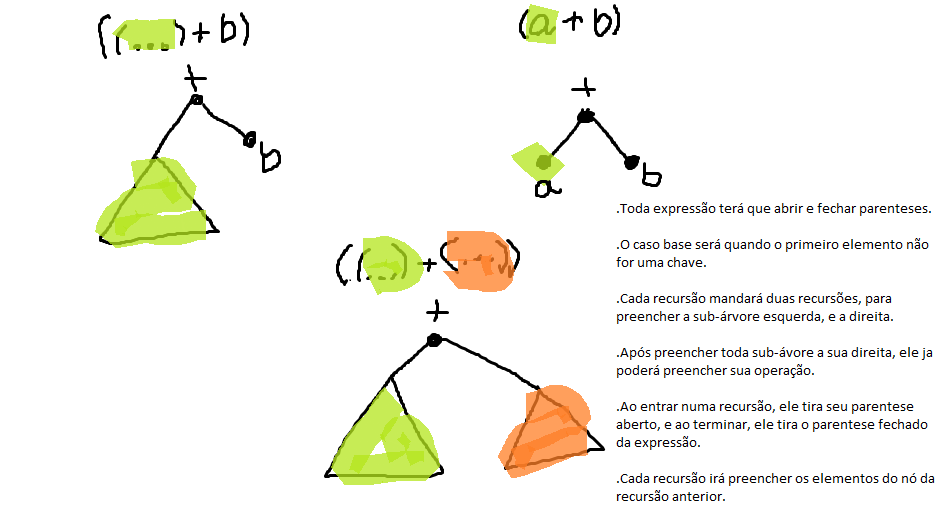 ((...)+b)
+
b
(a+b)
+
a
b
((...)+(...))
+
.Toda expressão terá que abrir e fechar parenteses.
.O caso base será quando o primeiro elemento não
for uma chave.
.Cada recursão mandará duas recursões, para
preencher a sub-árvore esquerda, e a direita.
.Após preencher toda sub-ávore a sua direita, ele ja
poderá preencher sua operação.
.Ao entrar numa recursão, ele tira seu parentese
aberto, e ao terminar, ele tira o parentese fechado
da expressão.
.Cada recursão irá preencher os elementos do nó da
recursão anterior.